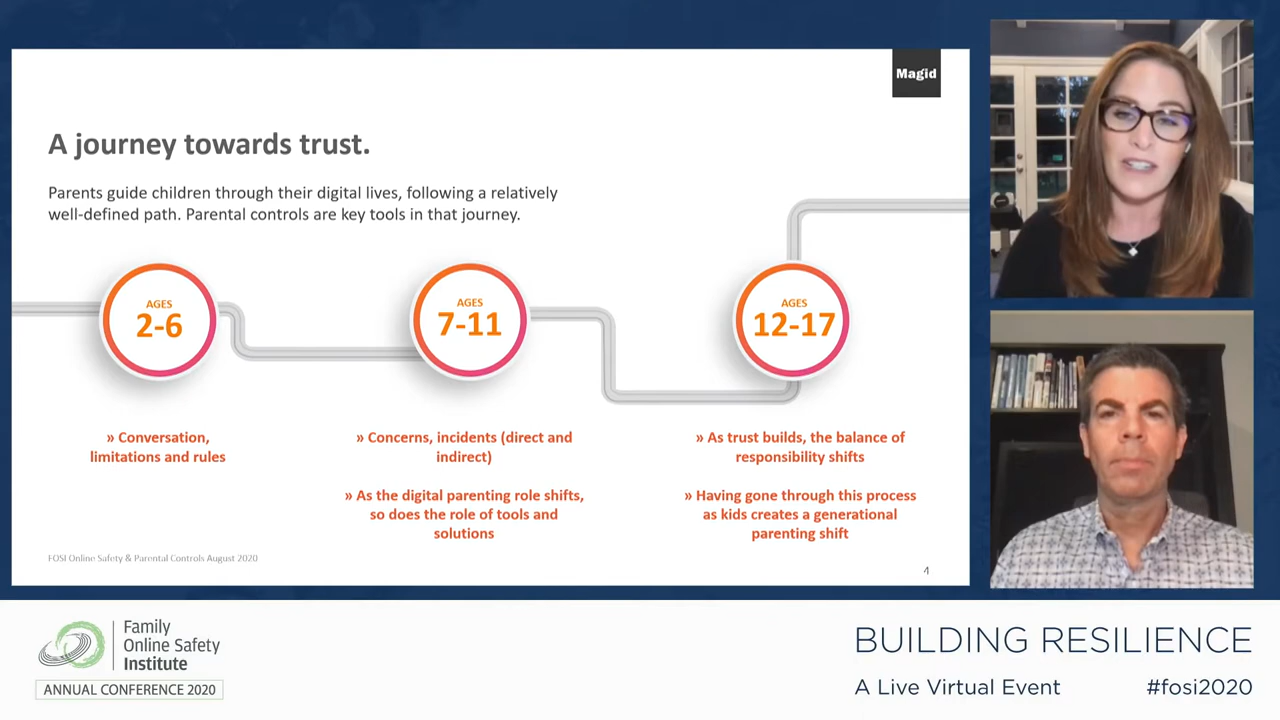 Magid
A journey towards trust.
Parents guide children through their digital lives, following a relatively
well-defined path. Parental controls are key tools in that journey.
AGES
2-6
AGES
7-11
AGES
12-17
» Conversation,
limitations and rules
» Concerns, incidents (direct and
indirect)
» As the digital parenting role shifts,
so does the role of tools and
solutions
» As trust builds, the balance of
responsibility shifts
» Having gone through this process
as kids creates a generational
parenting shift
FOSI Online Safety & Parental Controls August 2020
4
Family
Online Safety
Institute
ANNUAL CONFERENCE 2020
BUILDING RESILIENCE
A Live Virtual Event
#fosi2020